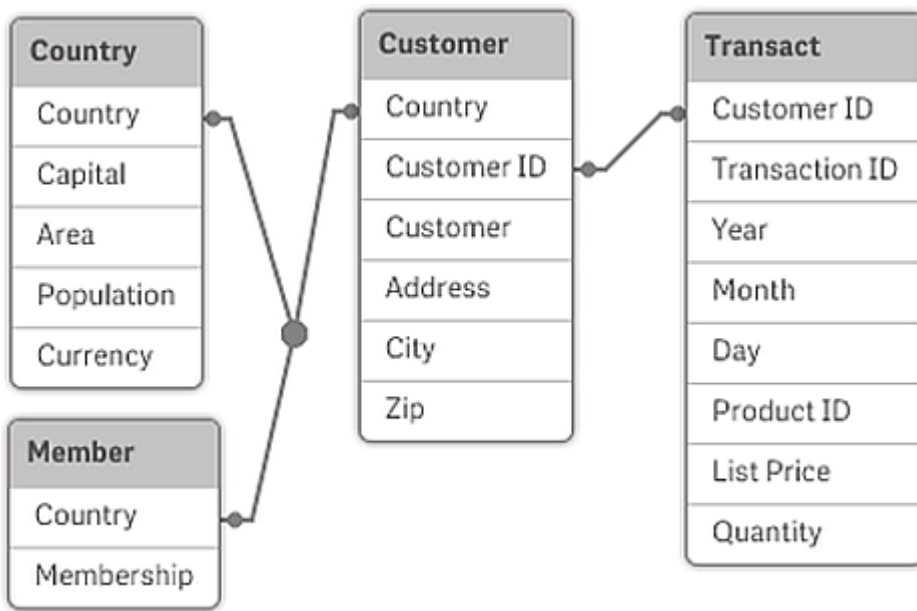 Country
Country
Capital
Area
Population
Currency
Member
Country
Membership
Customer
Country
Customer ID
Customer
Address
City
Zip
Transact
Customer ID
Transaction ID
Year
Month
Day
Product ID
List Price
Quantity